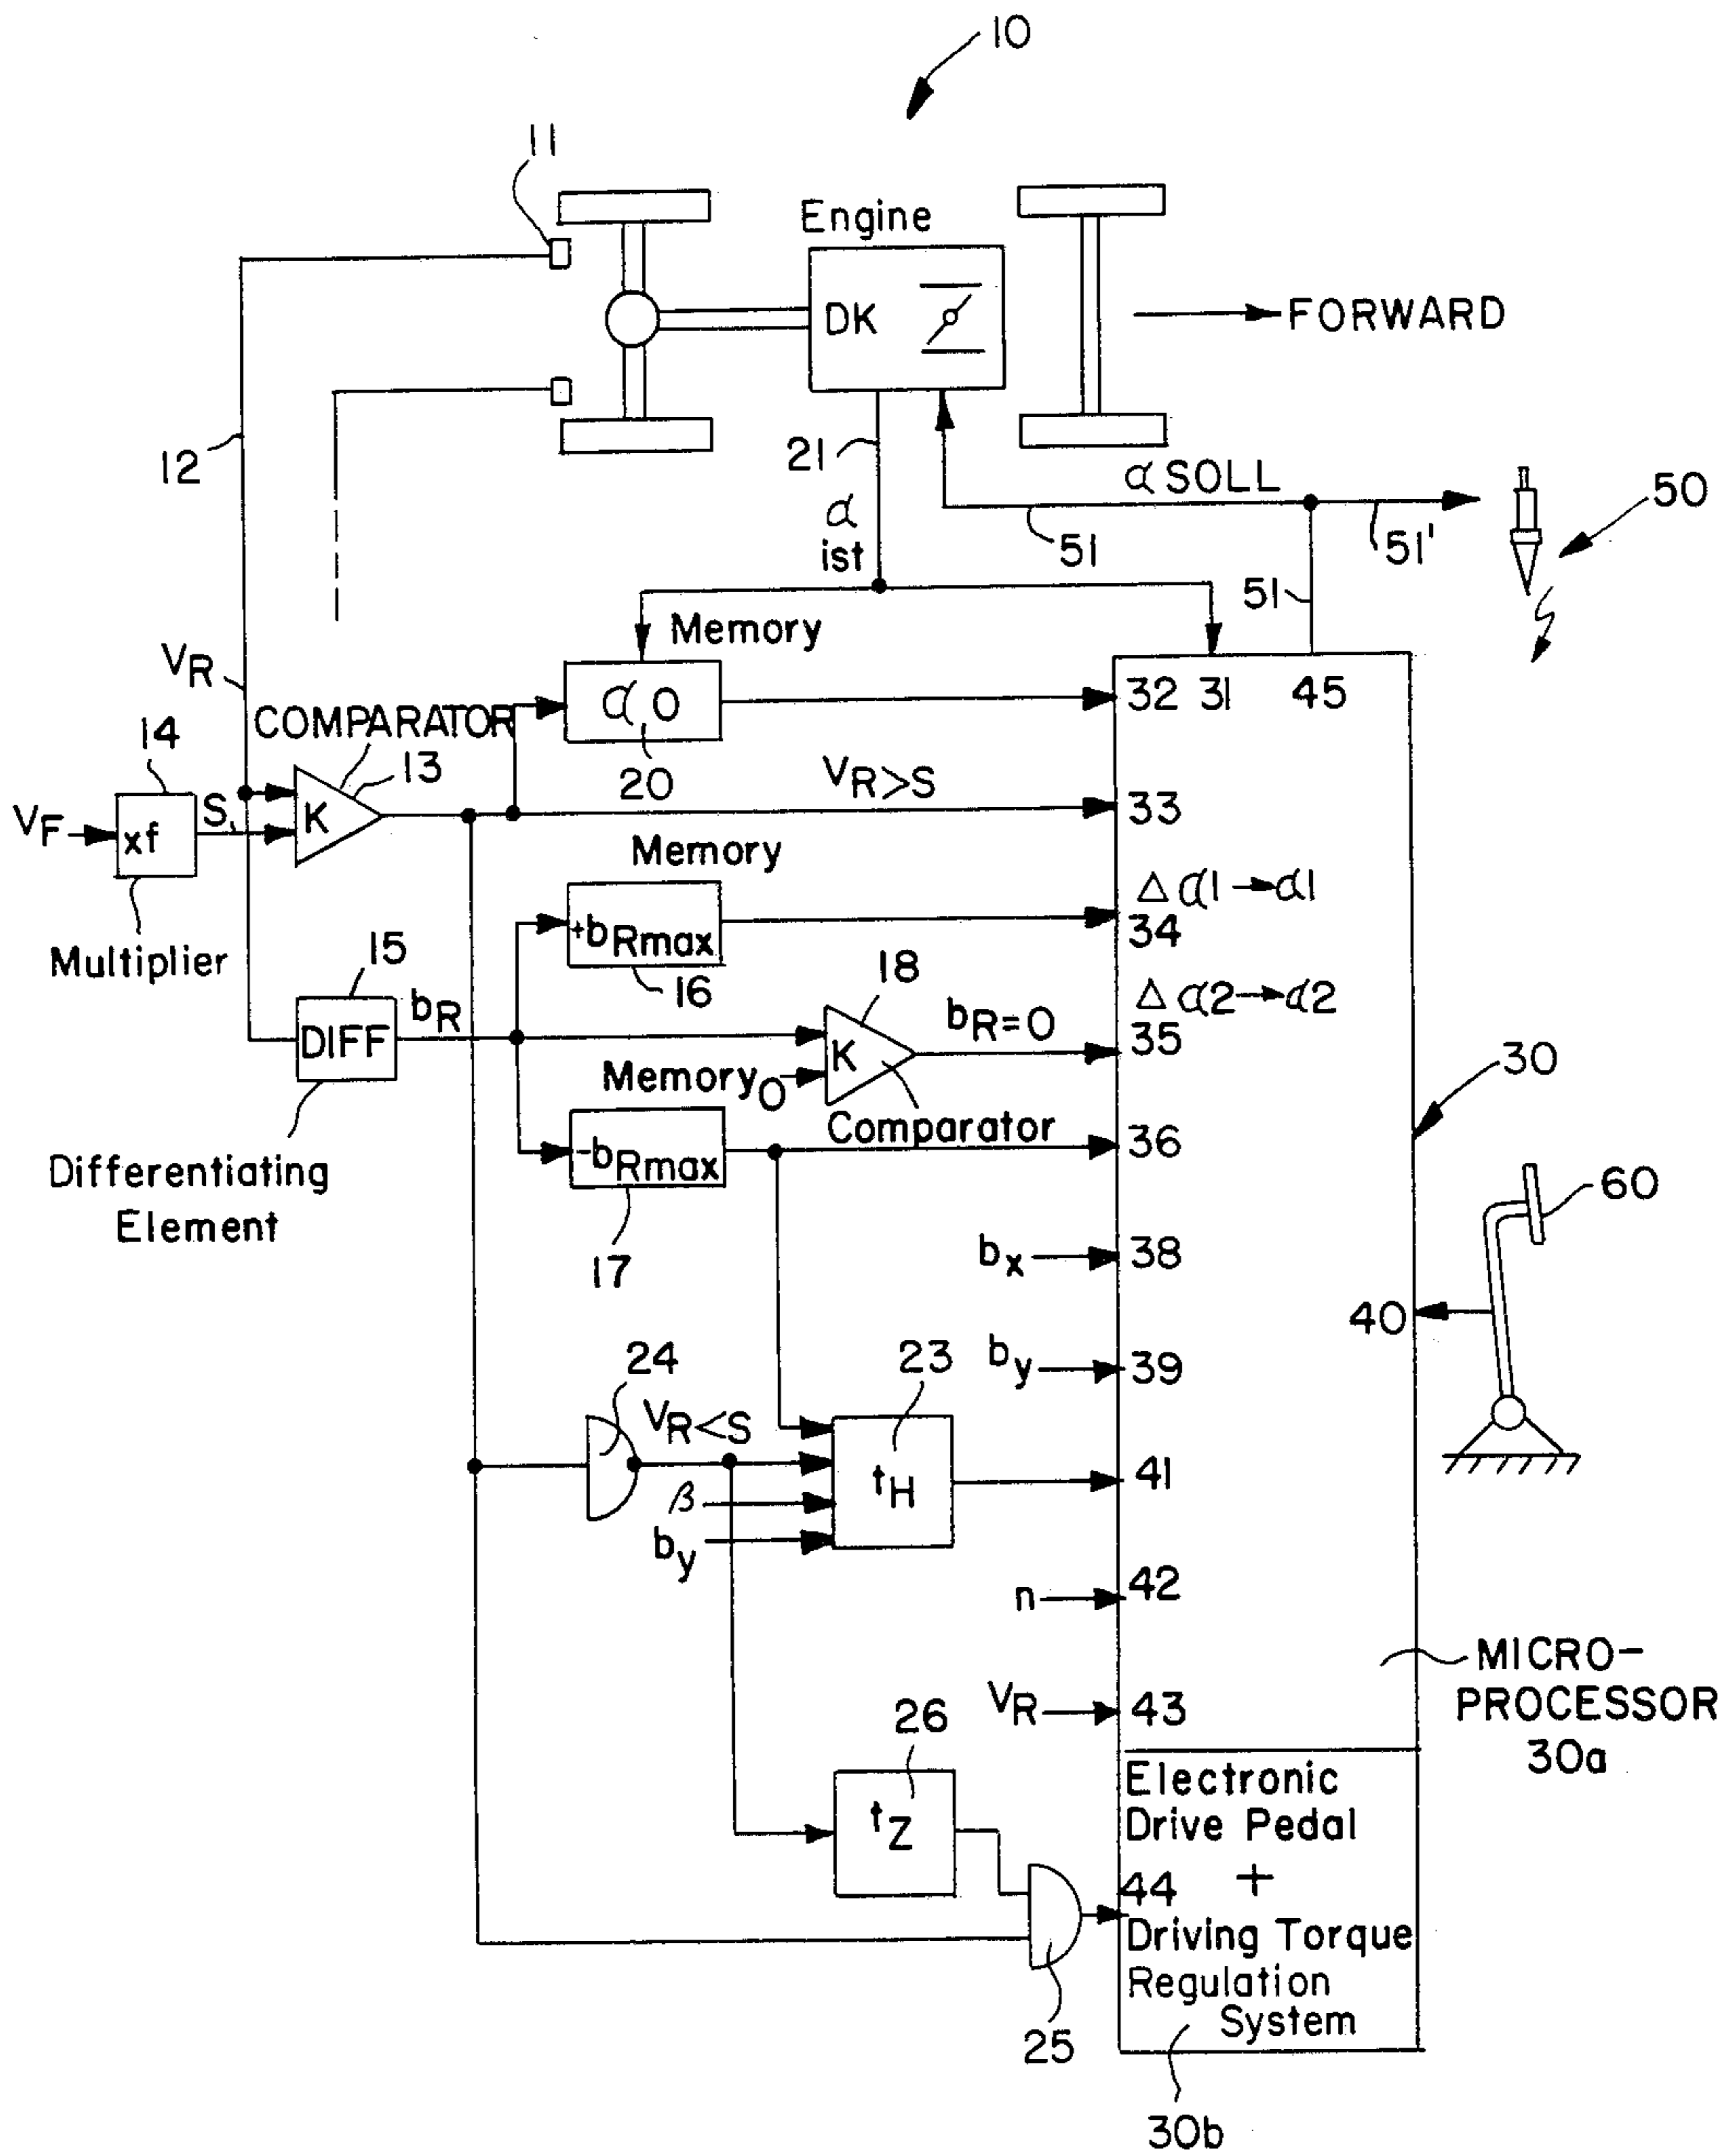 10
11
Engine
DK
FORWARD
12
21
α SOLL
50
α
ist
51
51'
51
Memory
VR
α0
32 31 45
14
COMPARATOR
13
20
VR>S
33
VF
xf
S
K
Memory
Δ α1→α1
+bRmax
34
Multiplier
15
16
18
Δ α2→α2
bR
bR=0
35
DIFF
K
30
Memory
0
Comparator
36
-bRmax
Differentiating
Element
60
17
bx
38
40
24
23
by
39
VR<S
tH
41
β
by
n
42
MICRO-
PROCESSOR
30a
VR
43
26
Electronic
Drive Pedal
tZ
+
44
Driving Torque
Regulation
System
25
30b